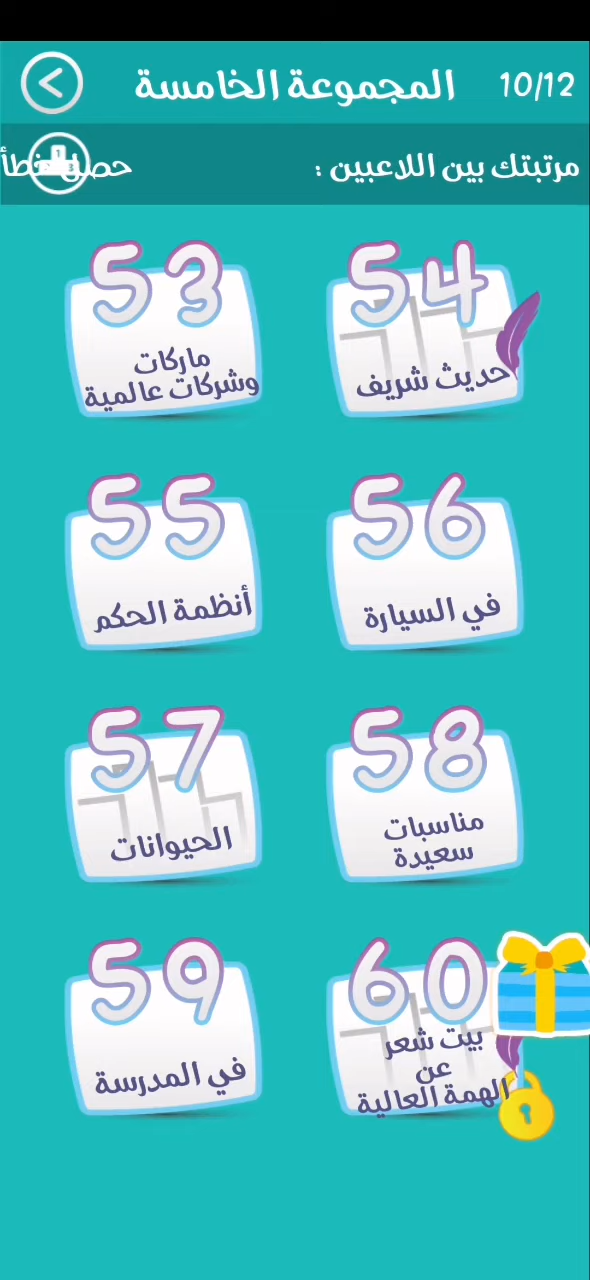 المجموعة الخامسة 10/12
مرتبتك بين اللاعبين :
54
حديث شريف
53
ماركات
وشركات عالمية
56
في السيارة
55
أنظمة الحكم
58
مناسبات
سعيدة
57
الحيوانات
60
بيت شعر
عن
الهمة العالية
59
في المدرسة